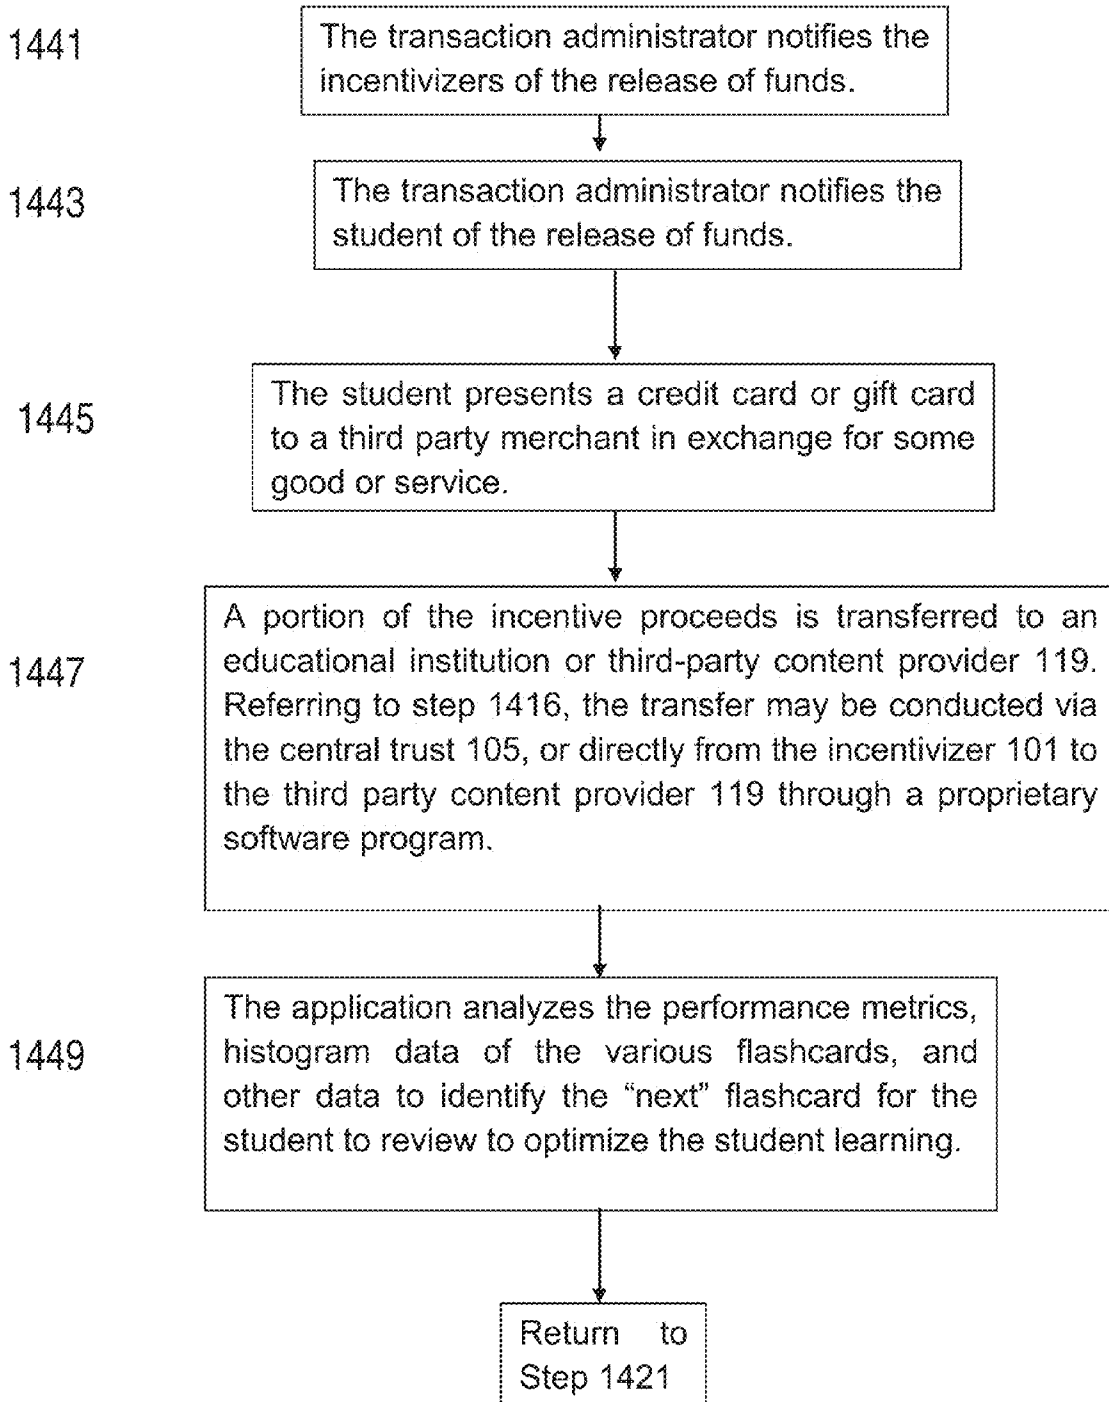 1441
The transaction administrator notifies the
incentivizers of the release of funds.
1443
The transaction administrator notifies the
student of the release of funds.
1445
The student presents a credit card or gift card
to a third party merchant in exchange for some
good or service.
1447
A portion of the incentive proceeds is transferred to an
educational institution or third-party content provider 119.
Referring to step 1416, the transfer may be conducted via
the central trust 105, or directly from the incentivizer 101 to
the third party content provider 119 through a proprietary
software program.
1449
The application analyzes the performance metrics,
histogram data of the various flashcards, and
other data to identify the “next” flashcard for the
student to review to optimize the student learning.
Return to
Step 1421